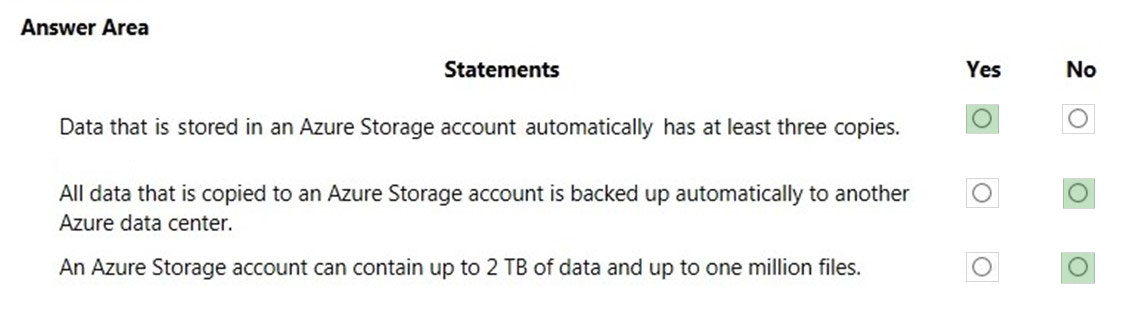 Answer Area
Statements Yes No
Data that is stored in an Azure Storage account automatically has at least three copies.
All data that is copied to an Azure Storage account is backed up automatically to another
Azure data center.
An Azure Storage account can contain up to 2 TB of data and up to one million files.